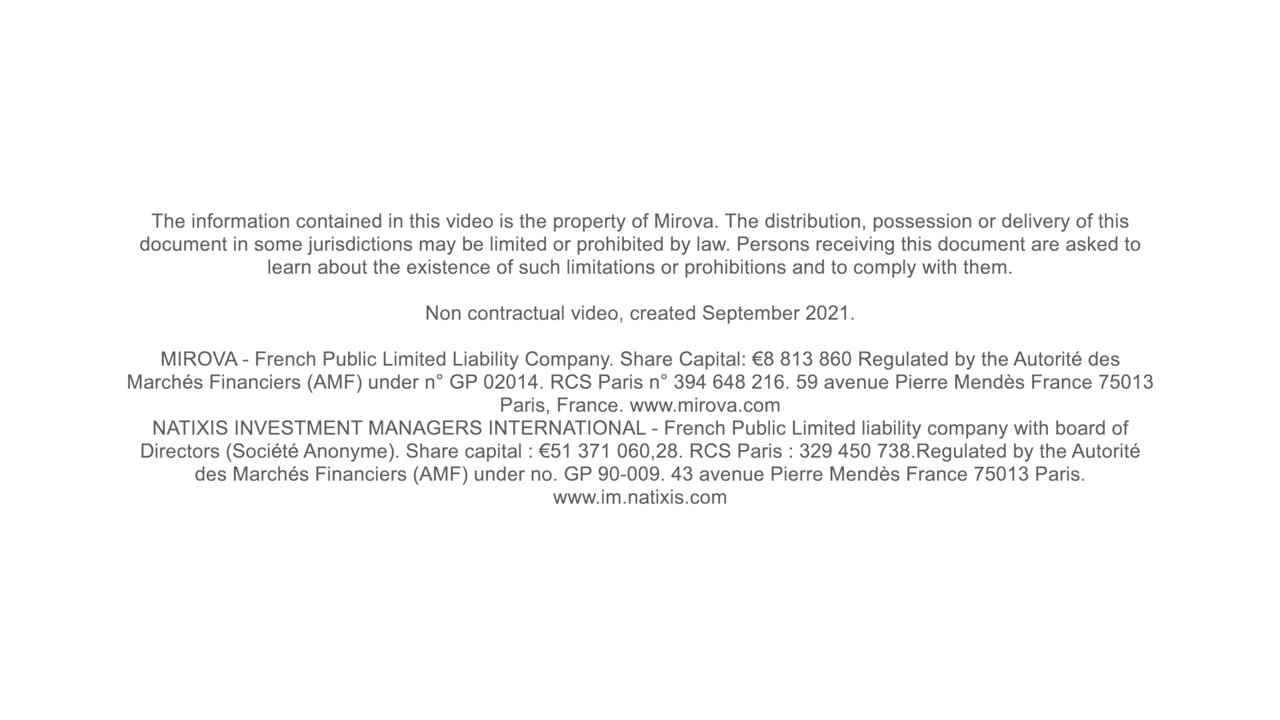 The information contained in this video is the property of Mirova. The distribution, possession or delivery of this
document in some jurisdictions may be limited or prohibited by law. Persons receiving this document are asked to
learn about the existence of such limitations or prohibitions and to comply with them.
Non contractual video, created September 2021.
MIROVA - French Public Limited Liability Company. Share Capital: €8 813 860 Regulated by the Autorité des
Marchés Financiers (AMF) under n° GP 02014. RCS Paris n° 394 648 216. 59 avenue Pierre Mendès France 75013
Paris, France. www.mirova.com
NATIXIS INVESTMENT MANAGERS INTERNATIONAL - French Public Limited liability company with board of
Directors (Société Anonyme). Share capital : €51 371 060,28. RCS Paris : 329 450 738.Regulated by the Autorité
des Marchés Financiers (AMF) under no. GP 90-009. 43 avenue Pierre Mendès France 75013 Paris.
www.im.natixis.com